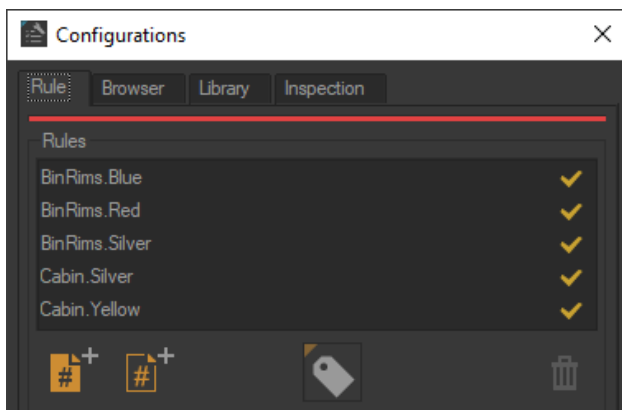 Configurations
Rule Browser Library Inspection
Rules
BinRims.Blue
BinRims.Red
BinRims.Silver
Cabin.Silver
Cabin.Yellow
# + # +